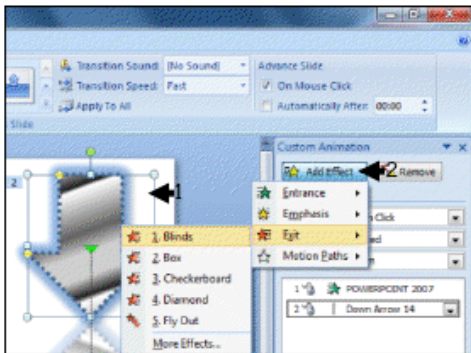 Transition Sound: [No Sound]
Transition Speed: Fast
Apply To All
Advance Slide
On Mouse Click
Automatically After: 00:00
Slide
Custom Animation
Add Effect
2
Remove
2
1
Entrance
Emphasis
Exit
Motion Paths
Click
1. Blinds
2. Box
3. Checkerboard
4. Diamond
5. Fly Out
More Effects...
1 POWERPOINT 2007
2 Down Arrow 14